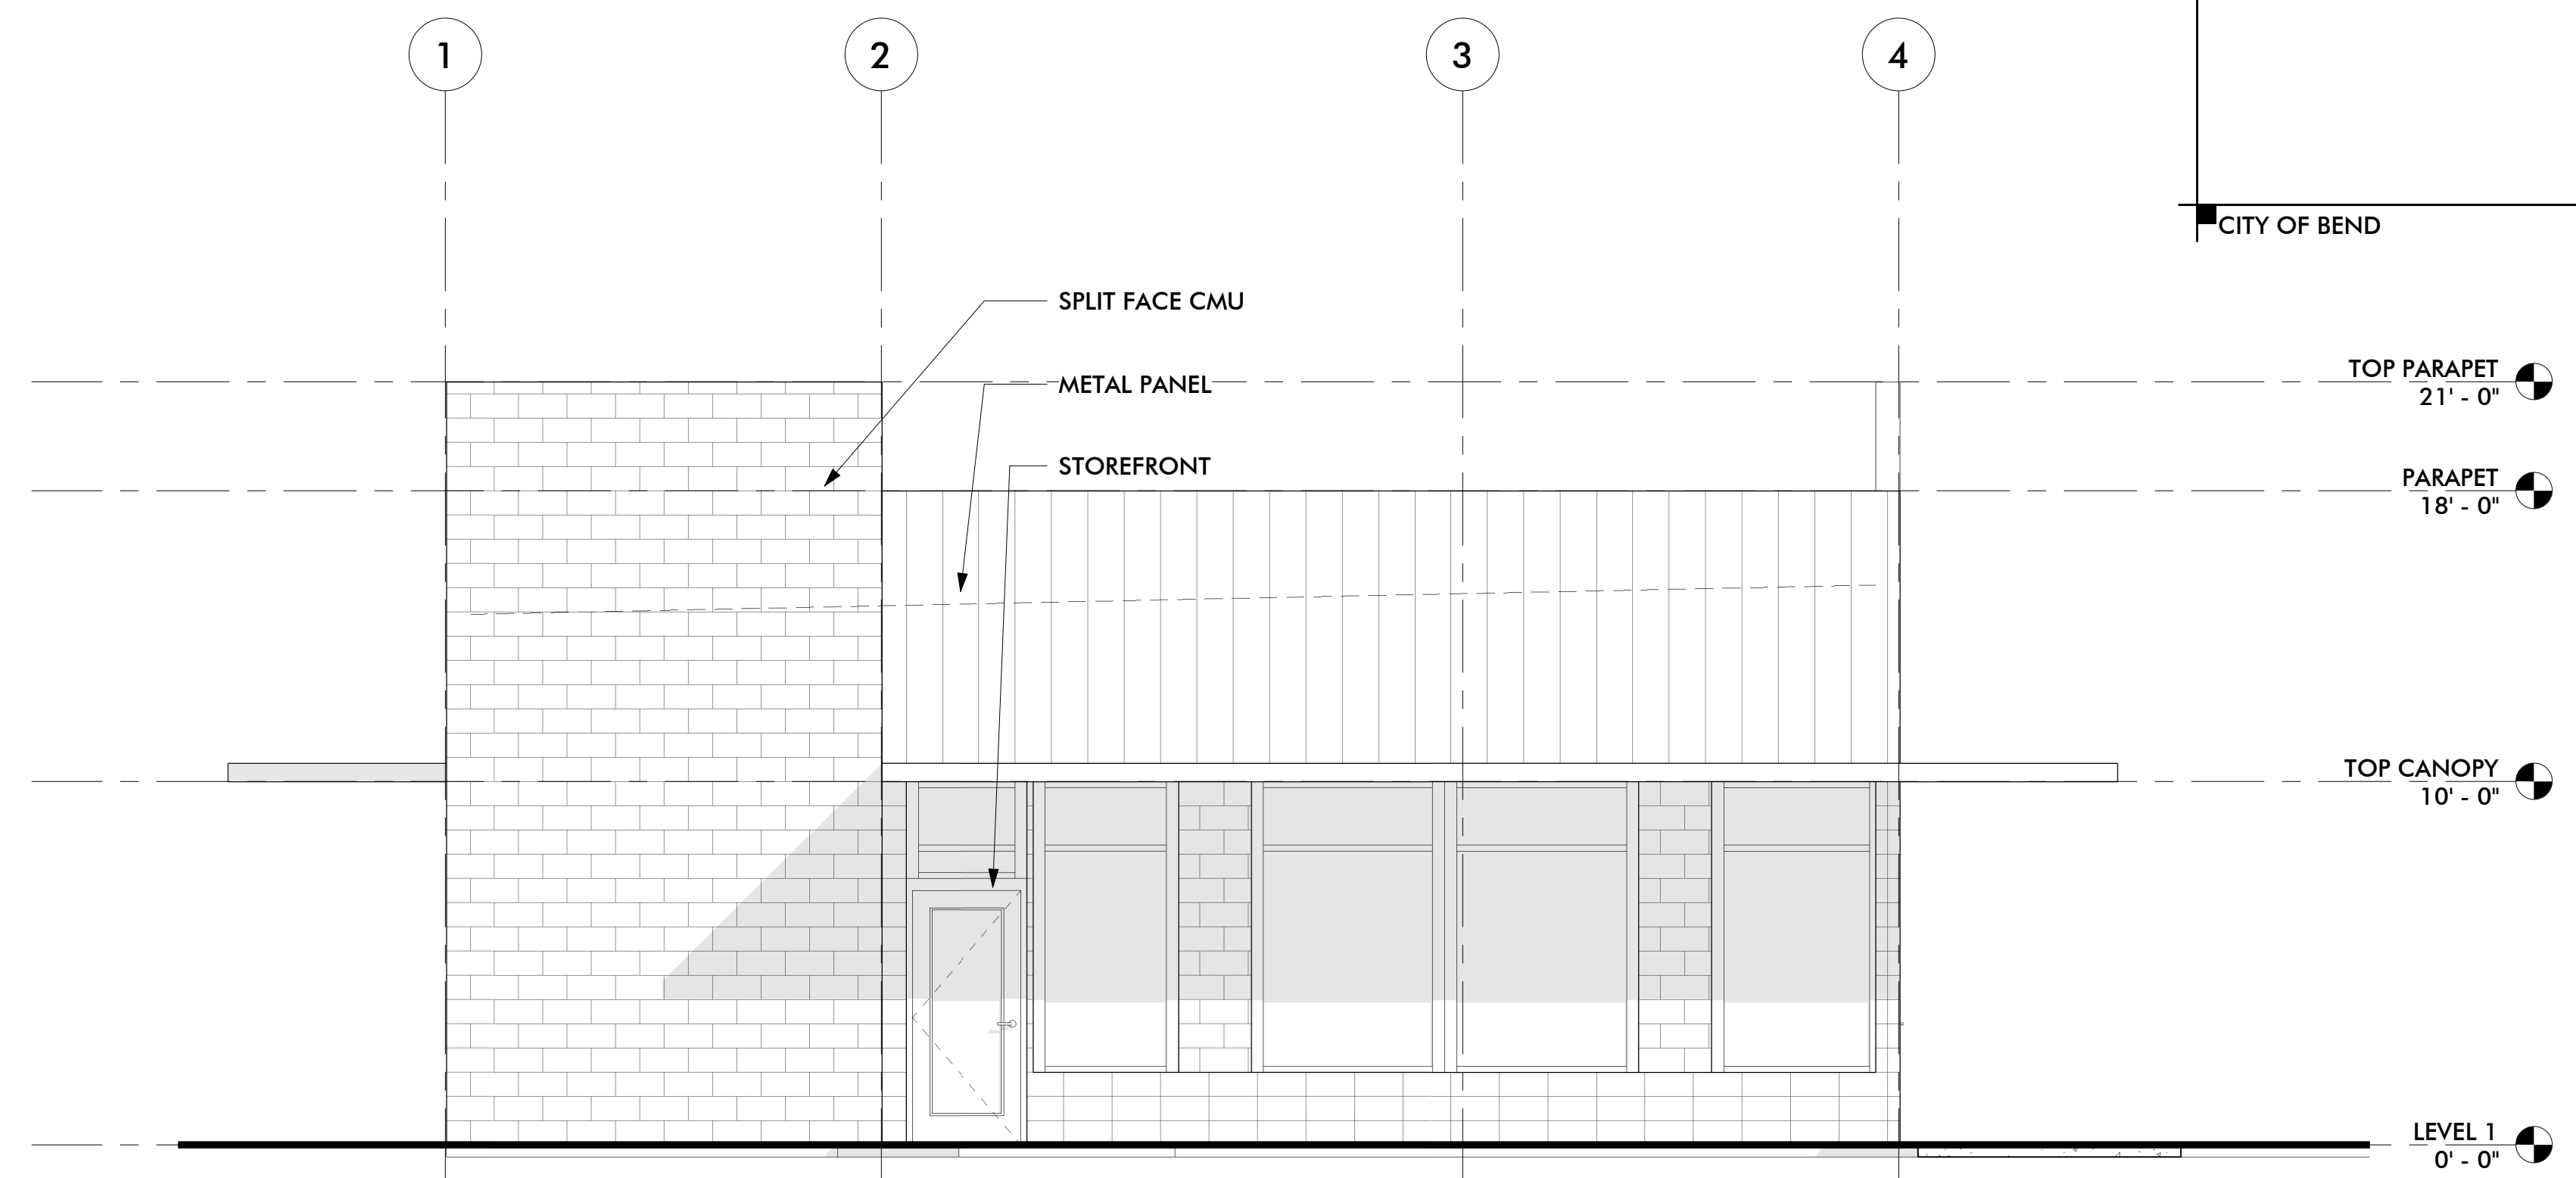 1
2
3
4
CITY OF BEND
SPLIT FACE CMU
METAL PANEL
STOREFRONT
TOP PARAPET
21' - 0"
PARAPET
18' - 0"
TOP CANOPY
10' - 0"
LEVEL 1
0' - 0"